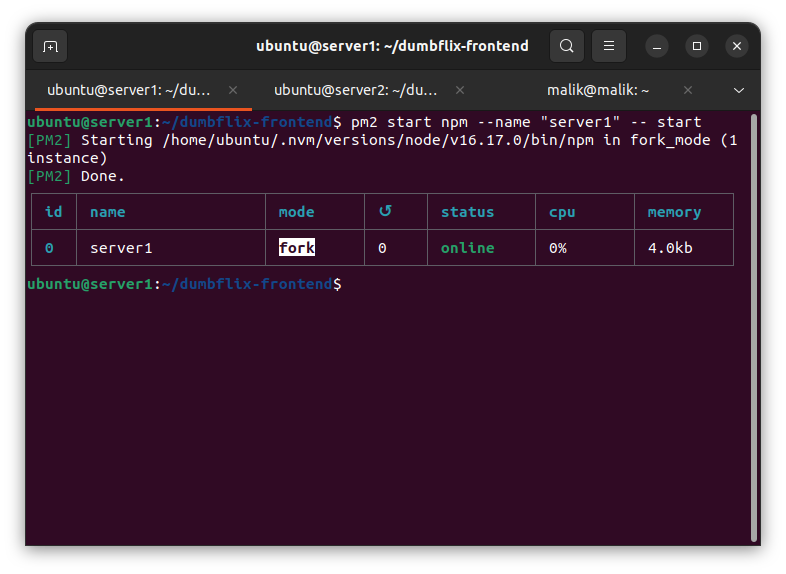 ubuntu@server1: ~/dumbflix-frontend
ubuntu@server1: ~/du... ubuntu@server2: ~/du... malik@malik: ~
ubuntu@server1:~/dumbflix-frontend$ pm2 start npm --name "server1" -- start
[PM2] Starting /home/ubuntu/.nvm/versions/node/v16.17.0/bin/npm in fork_mode (1
instance)
[PM2] Done.
id name mode ↺ status cpu memory
0 server1 fork 0 online 0% 4.0kb
ubuntu@server1:~/dumbflix-frontend$